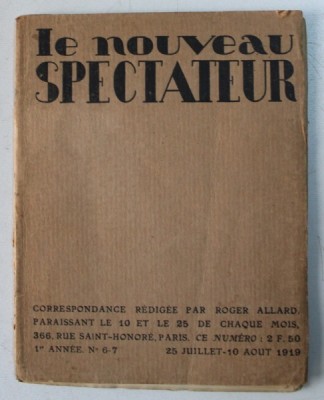 le nouveau
SPECTATEUR
CORRESPONDANCE RÉDIGÉE PAR ROGER ALLARD,
PARAISSANT LE 10 ET LE 25 DE CHAQUE MOIS,
366, RUE SAINT-HONORÉ, PARIS. CE NUMÉRO : 2 F. 50
1re ANNÉE. No 6-7 25 JUILLET-10 AOUT 1919